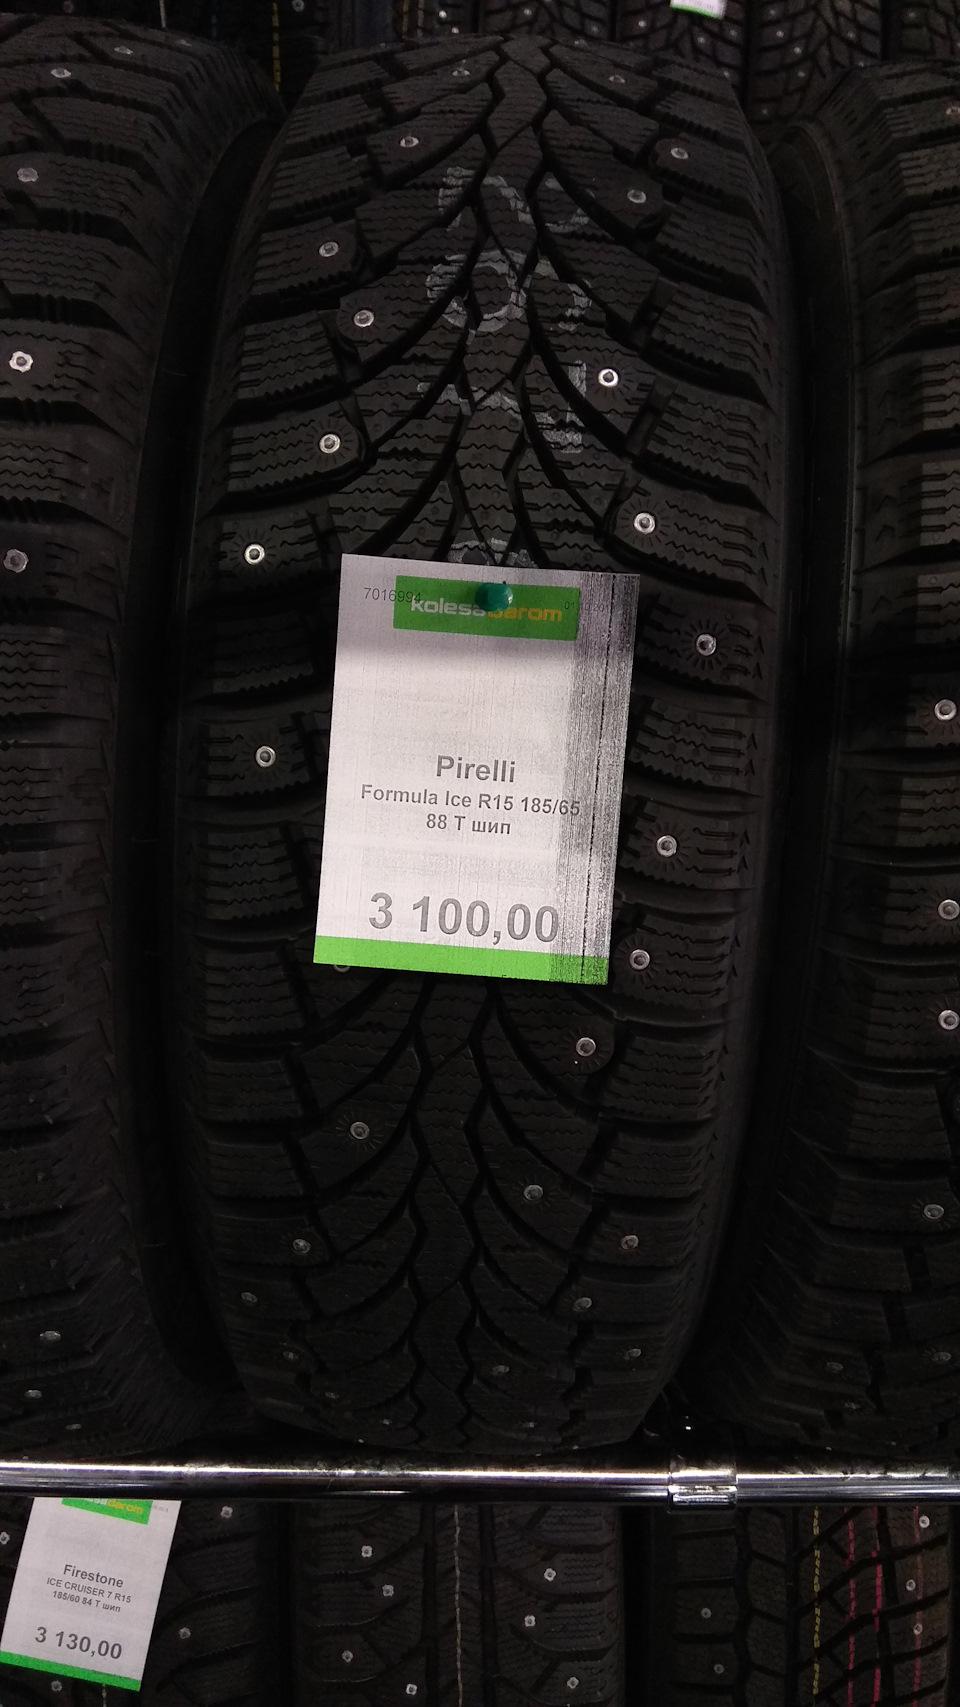 7016994
kolesadarom
Pirelli
Formula Ice R15 185/65
88 T шип
3 100,00
darom
Firestone
ICE CRUISER 7 R15
185/60 84 T шип
3 130,00